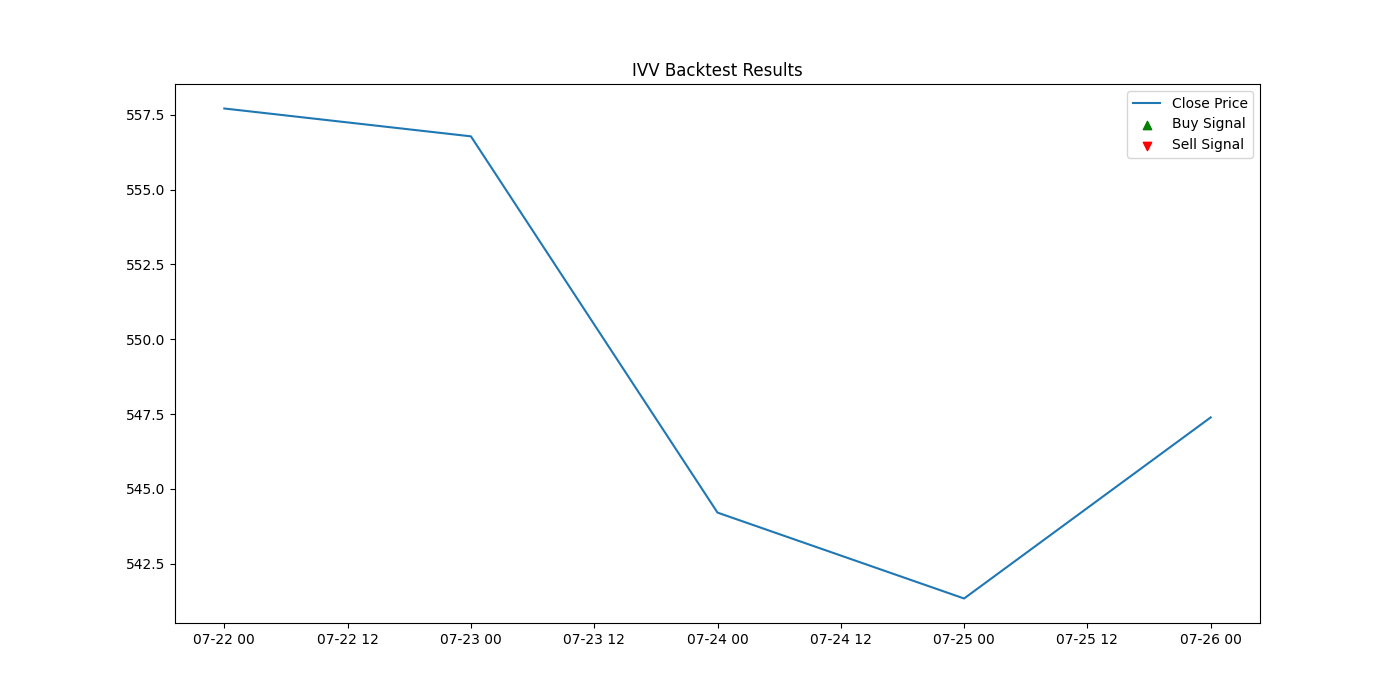 IVV Backtest Results
Close Price
Buy Signal
Sell Signal
557.5
555.0
552.5
550.0
547.5
545.0
542.5
07-22 00 07-22 12 07-23 00 07-23 12 07-24 00 07-24 12 07-25 00 07-25 12 07-26 00